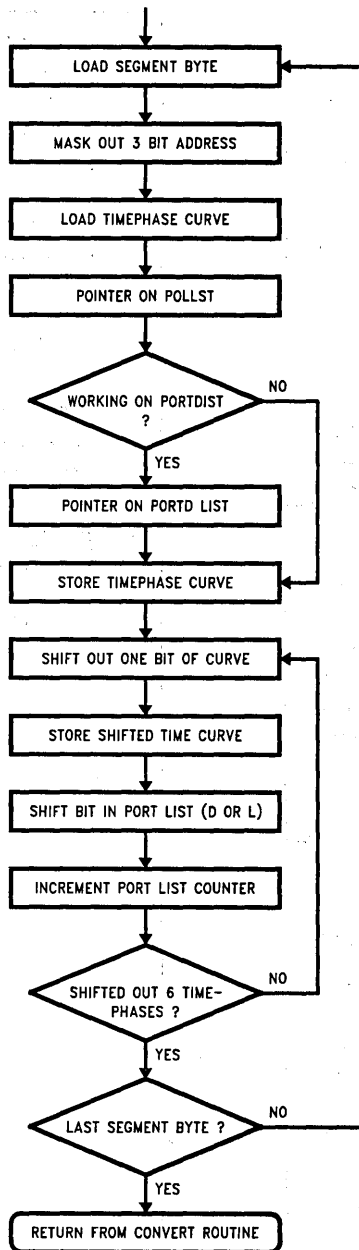 LOAD SEGMENT BYTE
MASK OUT 3 BIT ADDRESS
LOAD TIMEPHASE CURVE
POINTER ON POLLST
WORKING ON PORTDIST
?
NO
YES
POINTER ON PORTD LIST
STORE TIMEPHASE CURVE
SHIFT OUT ONE BIT OF CURVE
STORE SHIFTED TIME CURVE
SHIFT BIT IN PORT LIST (D OR L)
INCREMENT PORT LIST COUNTER
SHIFTED OUT 6 TIME-
PHASES ?
NO
YES
LAST SEGMENT BYTE ?
NO
YES
RETURN FROM CONVERT ROUTINE